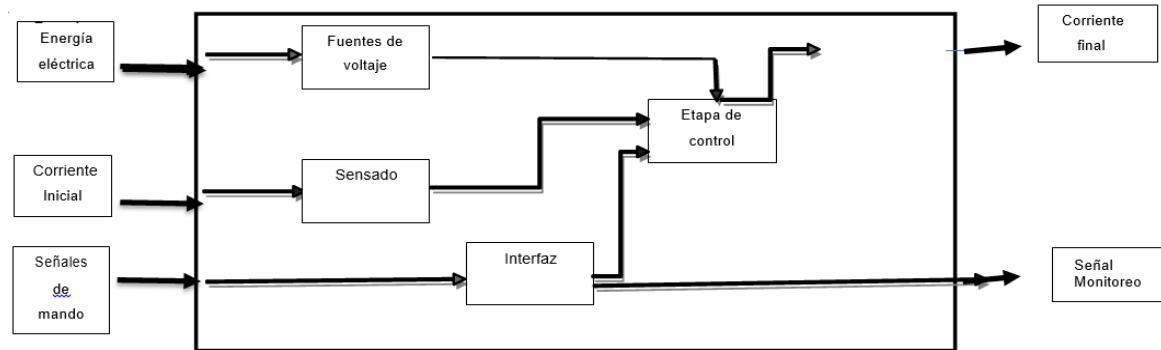 Energía
eléctrica
Fuentes de
voltaje
Corriente
final
Etapa de
control
Corriente
Inicial
Sensado
Señales
de
mando
Interfaz
Señal
Monitoreo